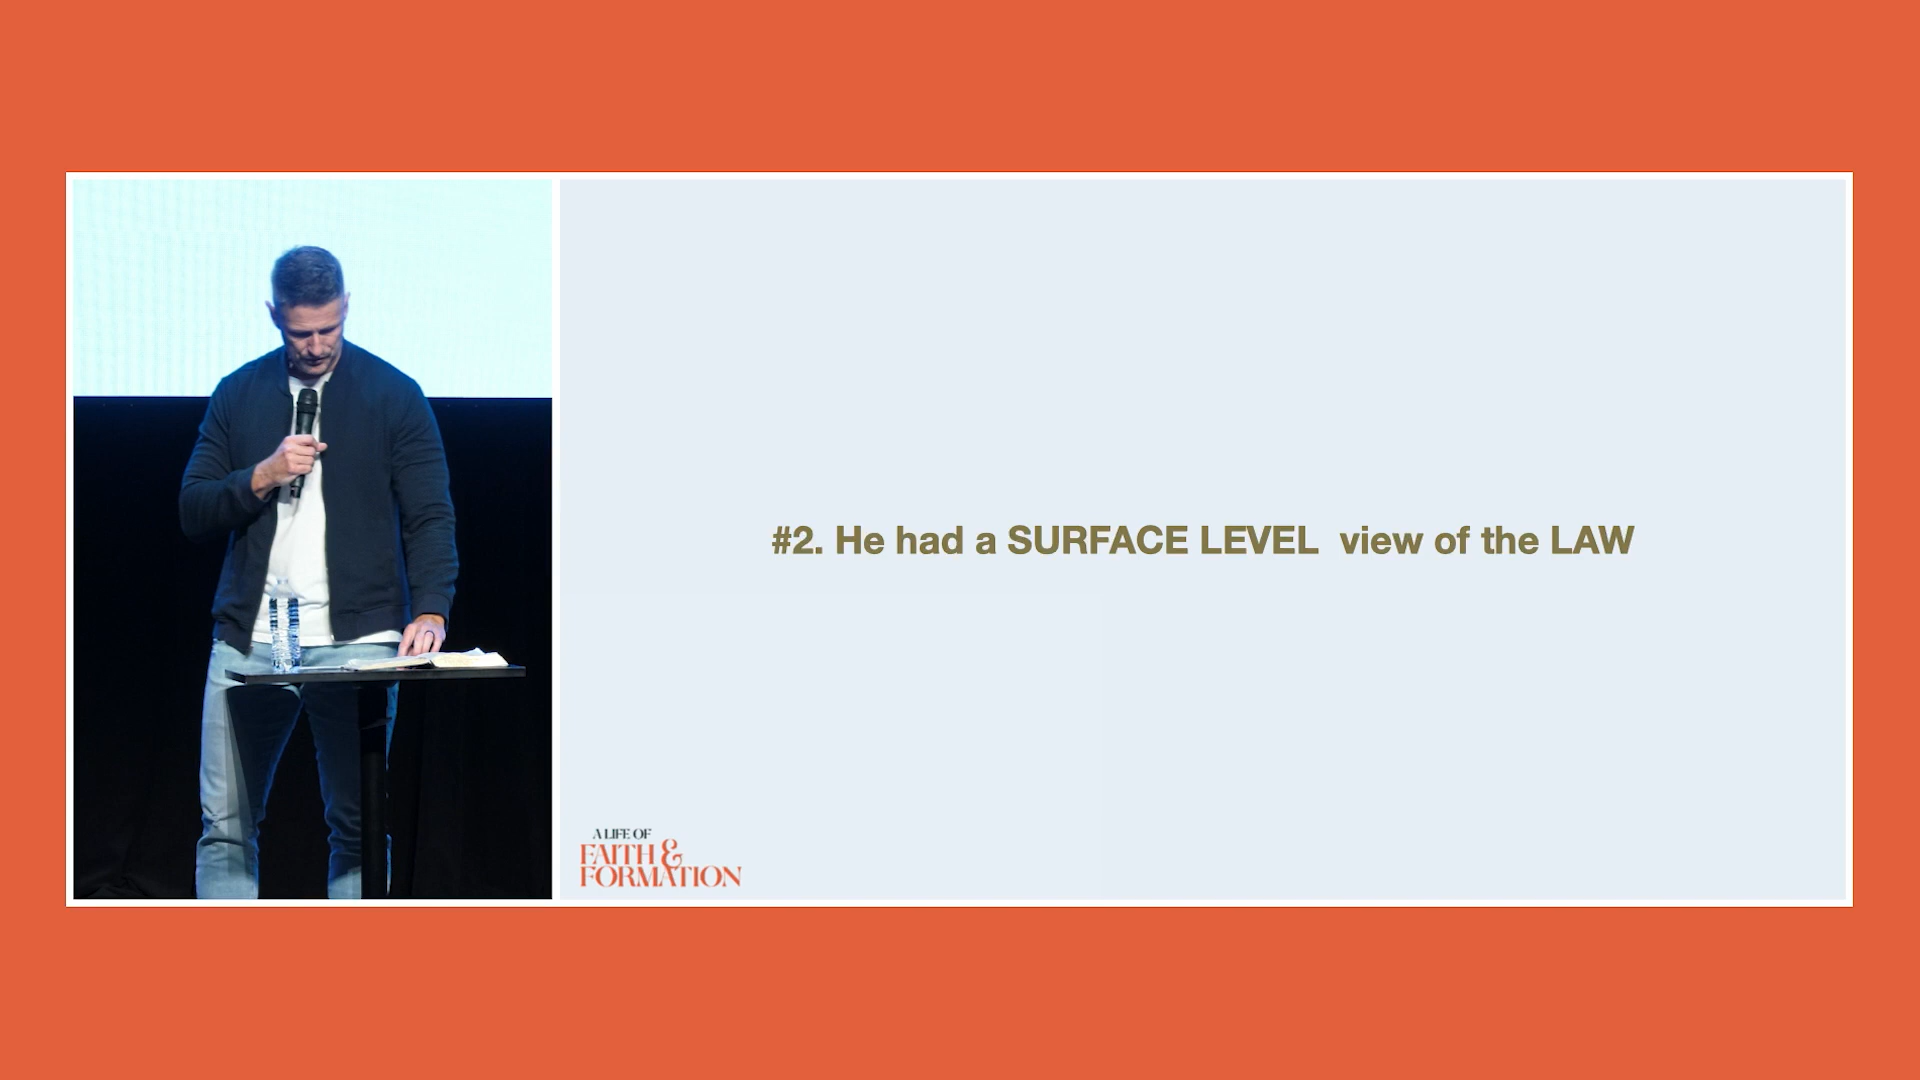 #2. He had a SURFACE LEVEL  view of the LAW
A LIFE OF
FAITH &
FORMATION